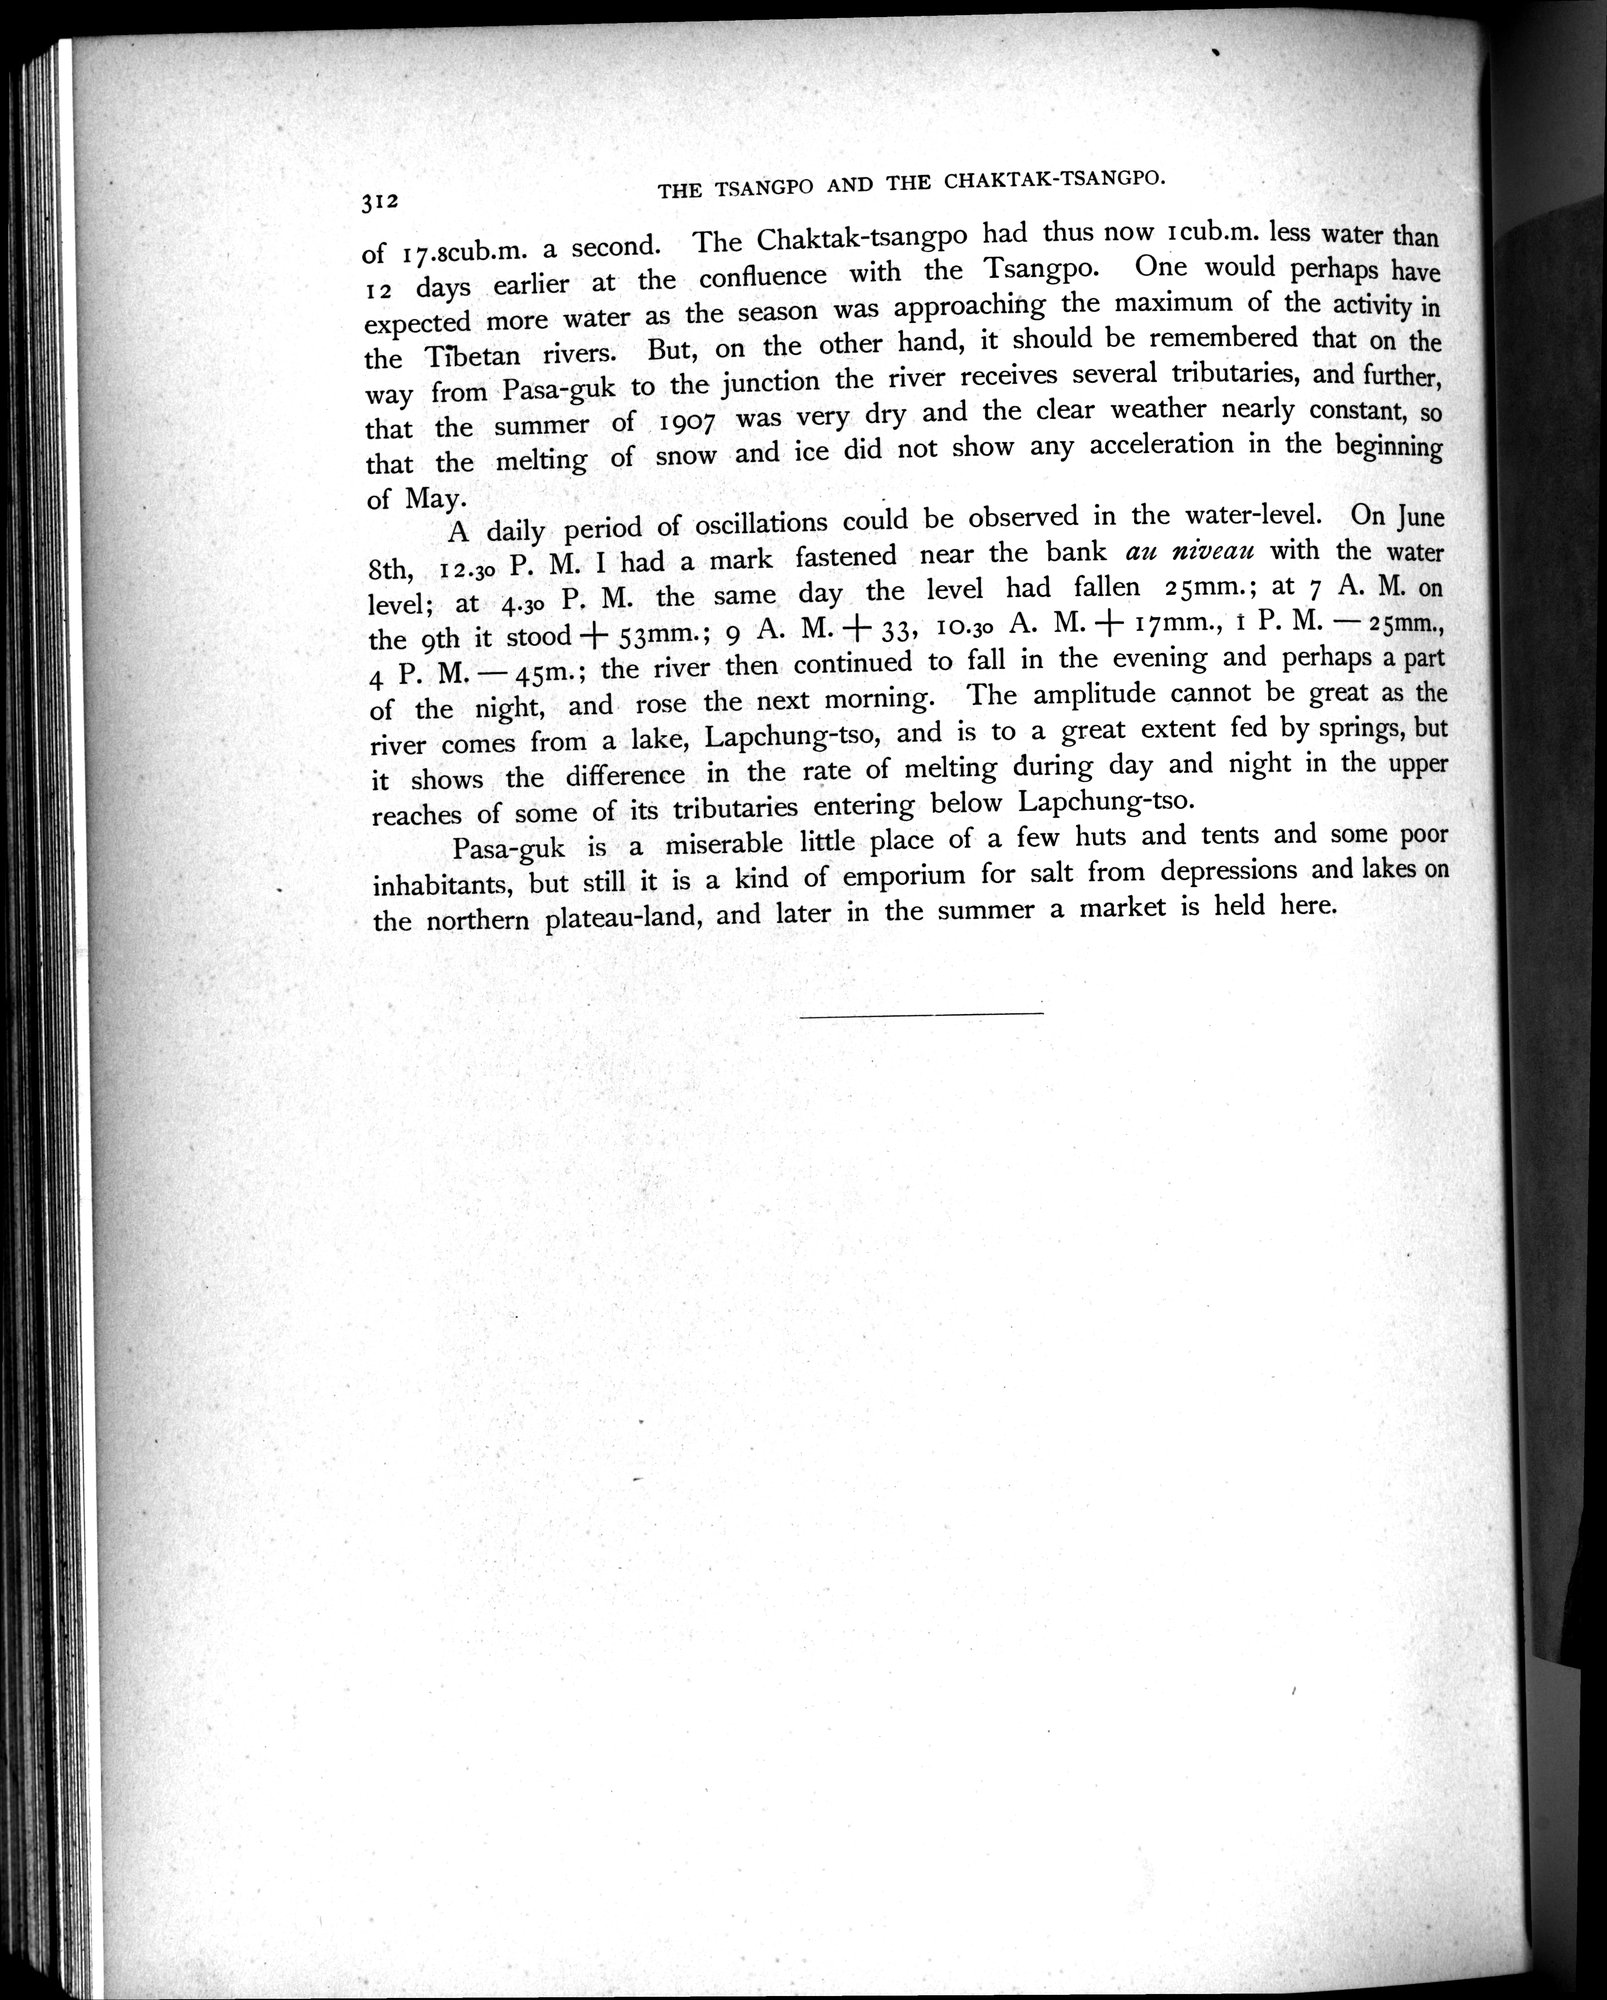 312
THE TSANGPO AND THE CHAKTAK-TSANGPO.
of 17.8cub.m. a second. The Chaktak-tsangpo had thus now 1cub.m. less water than
12 days earlier at the confluence with the Tsangpo. One would perhaps have
expected more water as the season was approaching the maximum of the activity in
the Tibetan rivers. But, on the other hand, it should be remembered that on the
way from Pasa-guk to the junction the river receives several tributaries, and further,
that the summer of 1907 was very dry and the clear weather nearly constant, so
that the melting of snow and ice did not show any acceleration in the beginning
of May.
A daily period of oscillations could be observed in the water-level. On June
8th, 12.30 P. M. I had a mark fastened near the bank au niveau with the water
level; at 4.30 P. M. the same day the level had fallen 25mm.; at 7 A. M. on
the 9th it stood + 53mm.; 9 A. M. + 33, 10.30 A. M. + 17mm., 1 P. M. — 25mm.,
4 P. M. — 45m.; the river then continued to fall in the evening and perhaps a part
of the night, and rose the next morning. The amplitude cannot be great as the
river comes from a lake, Lapchung-tso, and is to a great extent fed by springs, but
it shows the difference in the rate of melting during day and night in the upper
reaches of some of its tributaries entering below Lapchung-tso.
Pasa-guk is a miserable little place of a few huts and tents and some poor
inhabitants, but still it is a kind of emporium for salt from depressions and lakes on
the northern plateau-land, and later in the summer a market is held here.